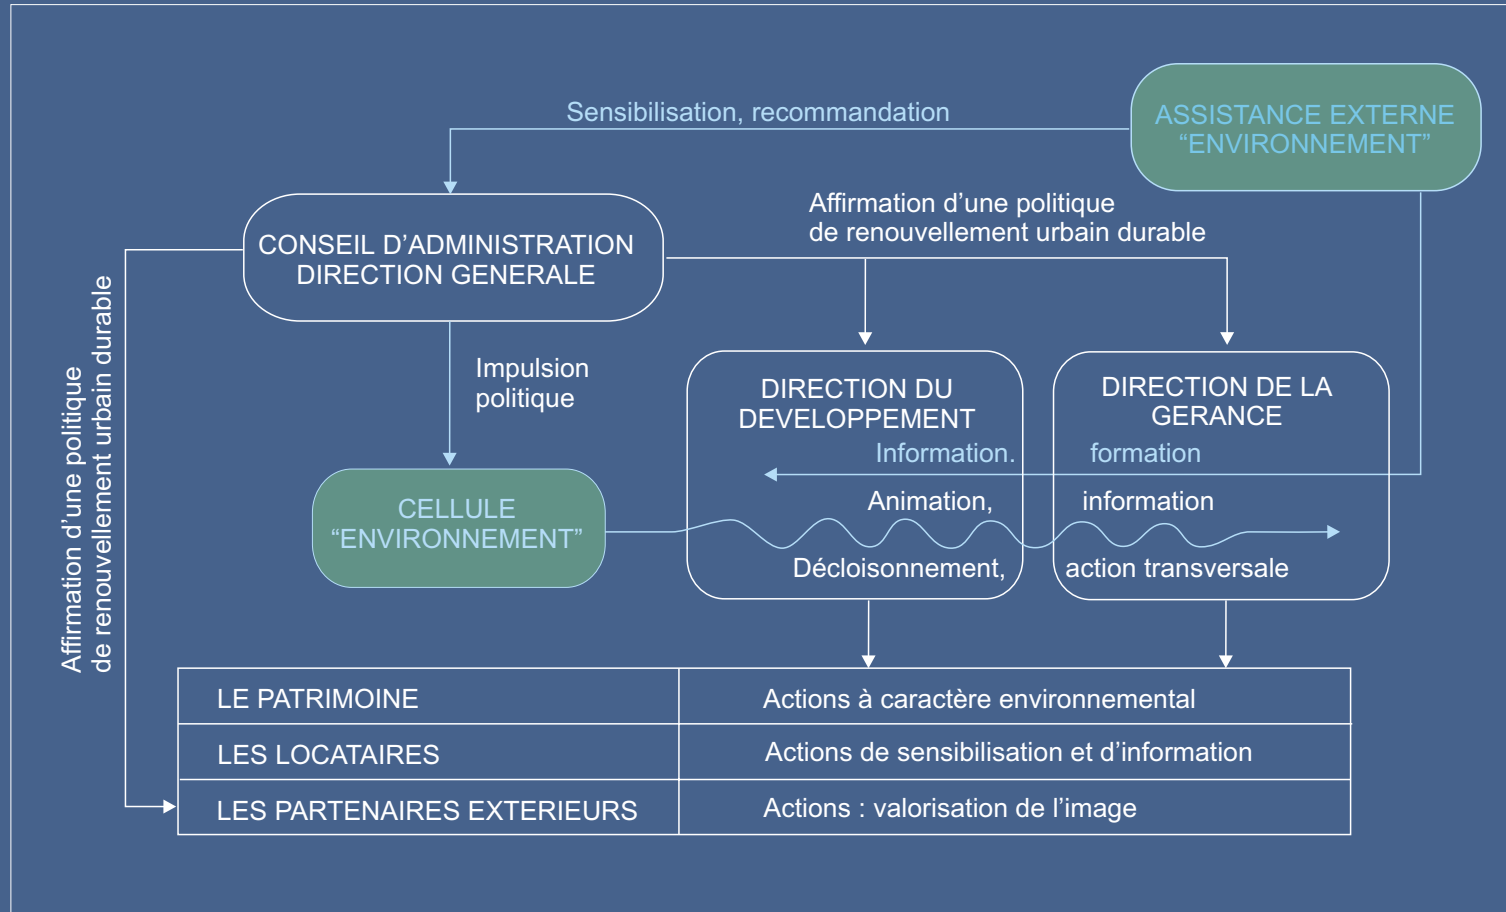 Sensibilisation, recommandation
ASSISTANCE EXTERNE
“ENVIRONNEMENT”
Affirmation d’une politique
de renouvellement urbain durable
CONSEIL D’ADMINISTRATION
DIRECTION GENERALE
Affirmation d’une politique
de renouvellement urbain durable
Impulsion
politique
DIRECTION DU
DEVELOPPEMENT
DIRECTION DE LA
GERANCE
Information. formation
CELLULE
“ENVIRONNEMENT”
Animation, information
Décloisonnement, action transversale
LE PATRIMOINE Actions à caractère environnemental
LES LOCATAIRES Actions de sensibilisation et d’information
LES PARTENAIRES EXTERIEURS Actions : valorisation de l’image